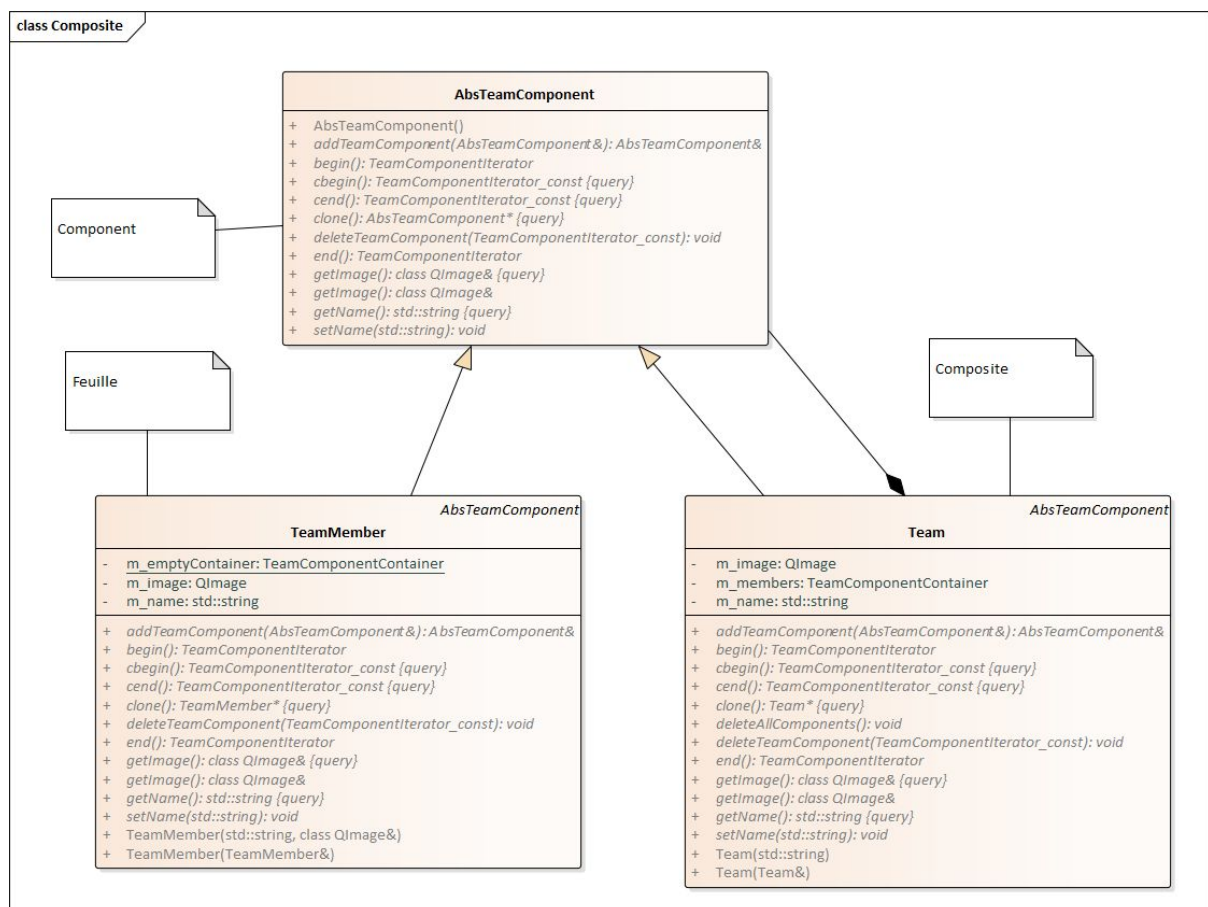 class Composite
AbsTeamComponent
+ AbsTeamComponent()
+ addTeamComponent(AbsTeamComponent&): AbsTeamComponent&
+ begin(): TeamComponentIterator
+ cbegin(): TeamComponentIterator_const {query}
+ cend(): TeamComponentIterator_const {query}
+ clone(): AbsTeamComponent* {query}
+ deleteTeamComponent(TeamComponentIterator_const): void
+ end(): TeamComponentIterator
+ getImage(): class QImage& {query}
+ getImage(): class QImage&
+ getName(): std::string {query}
+ setName(std::string): void
Component
Feuille
Composite
AbsTeamComponent
TeamMember
- m_emptyContainer: TeamComponentContainer
- m_image: QImage
- m_name: std::string
+ addTeamComponent(AbsTeamComponent&): AbsTeamComponent&
+ begin(): TeamComponentIterator
+ cbegin(): TeamComponentIterator_const {query}
+ cend(): TeamComponentIterator_const {query}
+ clone(): TeamMember* {query}
+ deleteTeamComponent(TeamComponentIterator_const): void
+ end(): TeamComponentIterator
+ getImage(): class QImage& {query}
+ getImage(): class QImage&
+ getName(): std::string {query}
+ setName(std::string): void
+ TeamMember(std::string, class QImage&)
+ TeamMember(TeamMember&)
AbsTeamComponent
Team
- m_image: QImage
- m_members: TeamComponentContainer
- m_name: std::string
+ addTeamComponent(AbsTeamComponent&): AbsTeamComponent&
+ begin(): TeamComponentIterator
+ cbegin(): TeamComponentIterator_const {query}
+ cend(): TeamComponentIterator_const {query}
+ clone(): Team* {query}
+ deleteAllComponents(): void
+ deleteTeamComponent(TeamComponentIterator_const): void
+ end(): TeamComponentIterator
+ getImage(): class QImage& {query}
+ getImage(): class QImage&
+ getName(): std::string {query}
+ setName(std::string): void
+ Team(std::string)
+ Team(Team&)